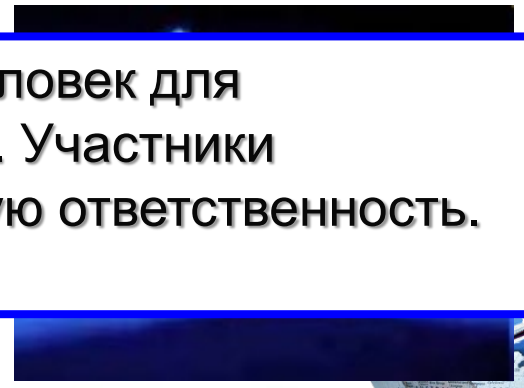 ловек для
. Участники
ую ответственность.